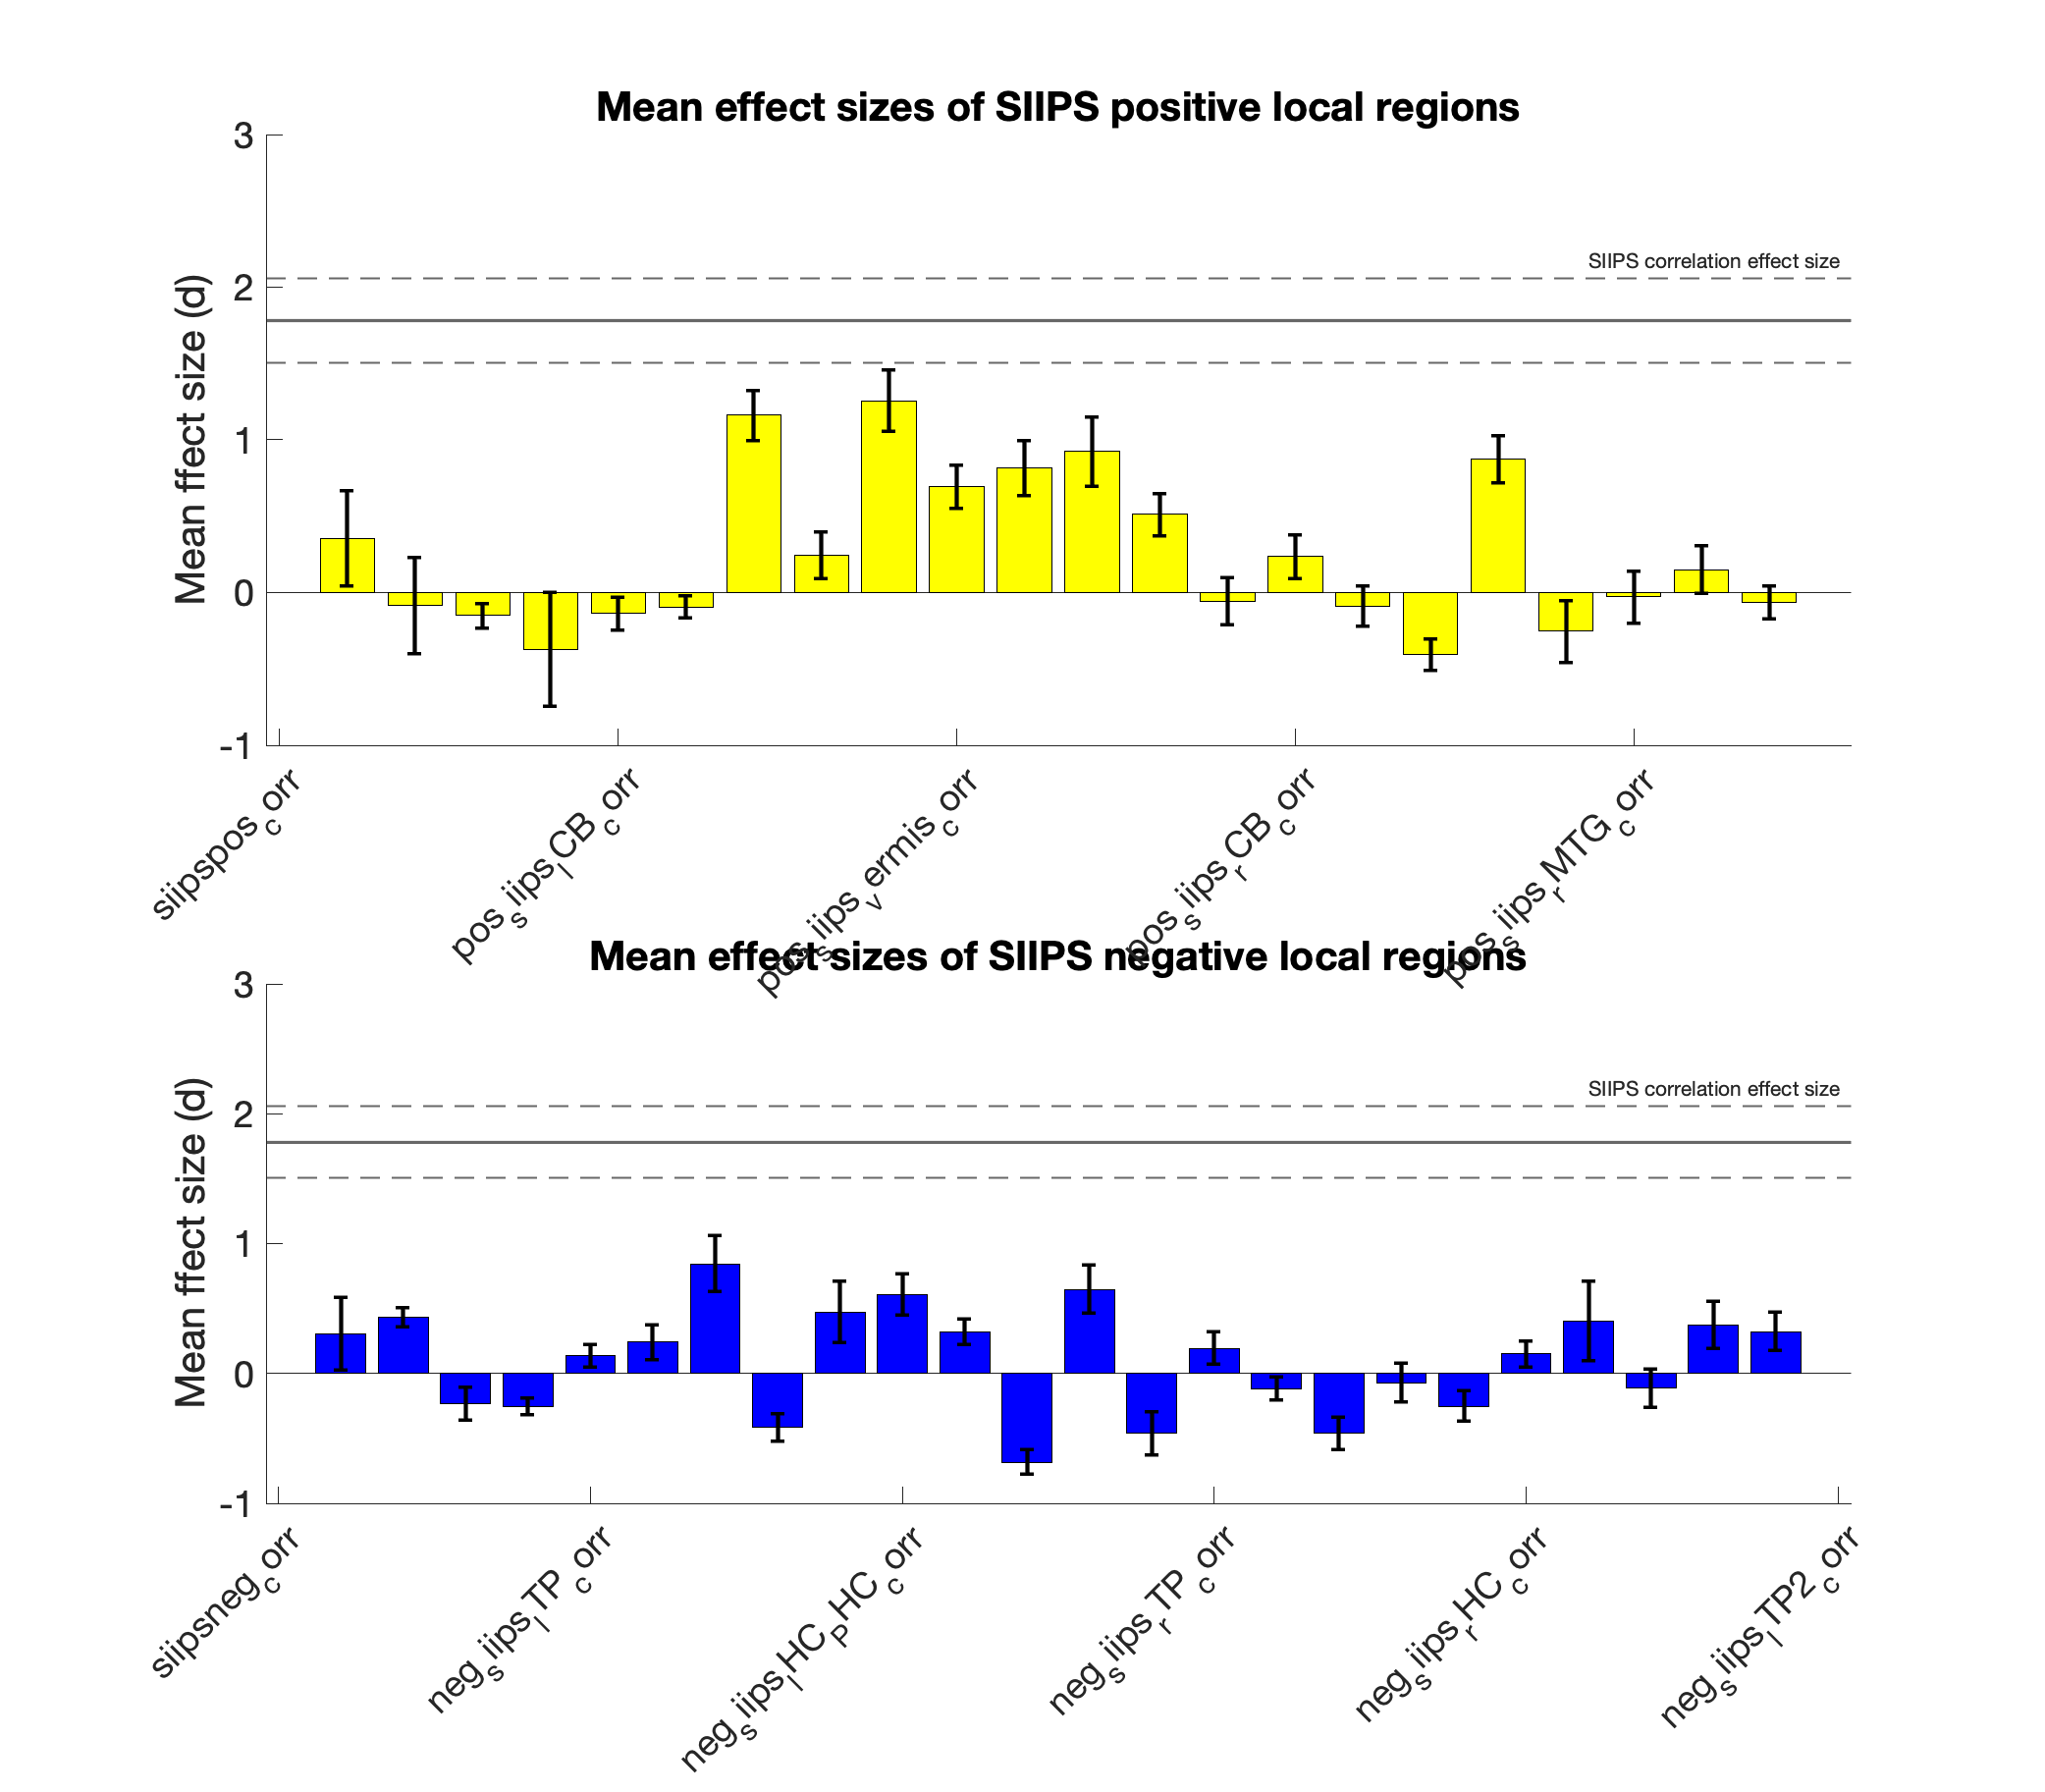 Mean effect sizes of SIIPS positive local regions
3
SIIPS correlation effect size
2
1
0
-1
Mean ffect size (d)
siipspos_corr
pos_siips_lCB_corr
pos_siips_vermis_corr
pos_siips_rCB_corr
pos_siips_rMTG_corr
Mean effect sizes of SIIPS negative local regions
3
SIIPS correlation effect size
2
1
0
-1
Mean ffect size (d)
siipsneg_corr
neg_siips_lTP_corr
neg_siips_lHC_PHC_corr
neg_siips_rTP_corr
neg_siips_rHC_corr
neg_siips_lTP2_corr